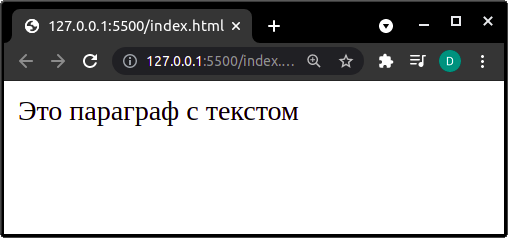 127.0.0.1:5500/index.html
127.0.0.1:5500/index....
D
Это параграф с текстом